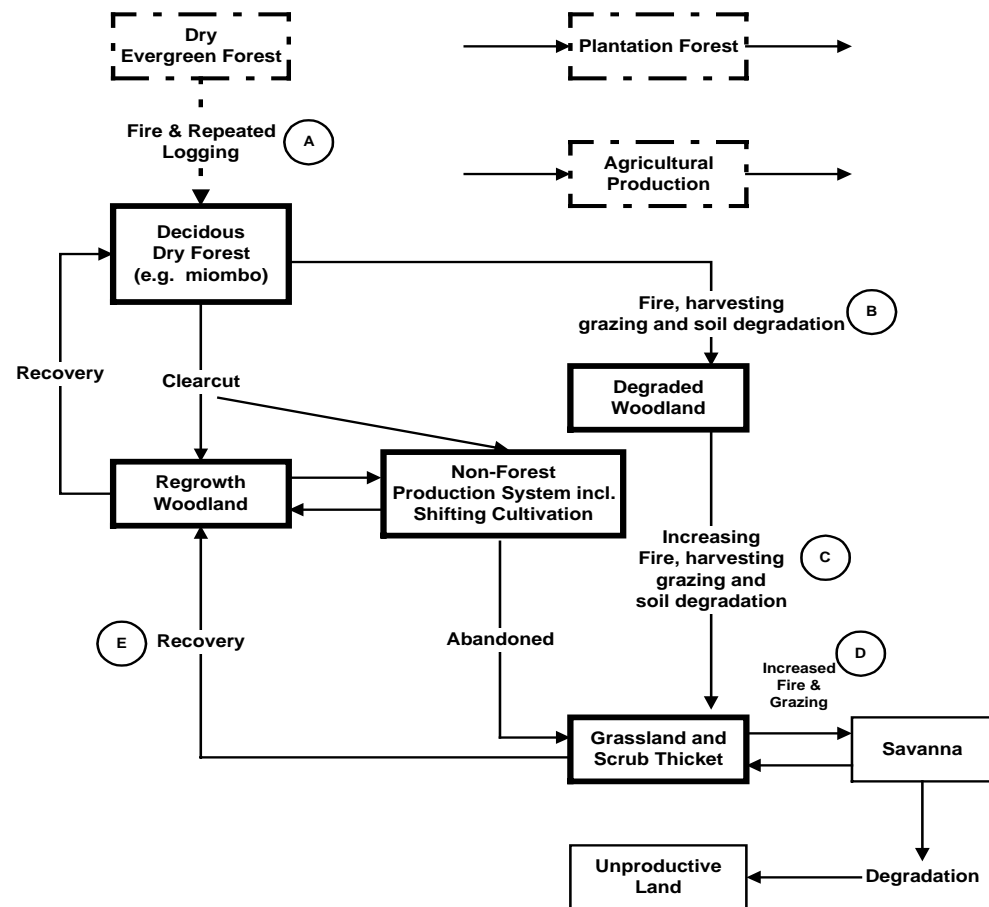 Dry
Evergreen Forest
Plantation Forest
Fire & Repeated
Logging
A
Agricultural
Production
Decidous
Dry Forest
(e.g. miombo)
Fire, harvesting
grazing and soil degradation
B
Recovery
Clearcut
Degraded
Woodland
Regrowth
Woodland
Non-Forest
Production System incl.
Shifting Cultivation
Increasing
Fire, harvesting
grazing and
soil degradation
C
E
Recovery
Abandoned
D
Increased
Fire &
Grazing
Grassland and
Scrub Thicket
Savanna
Unproductive
Land
Degradation